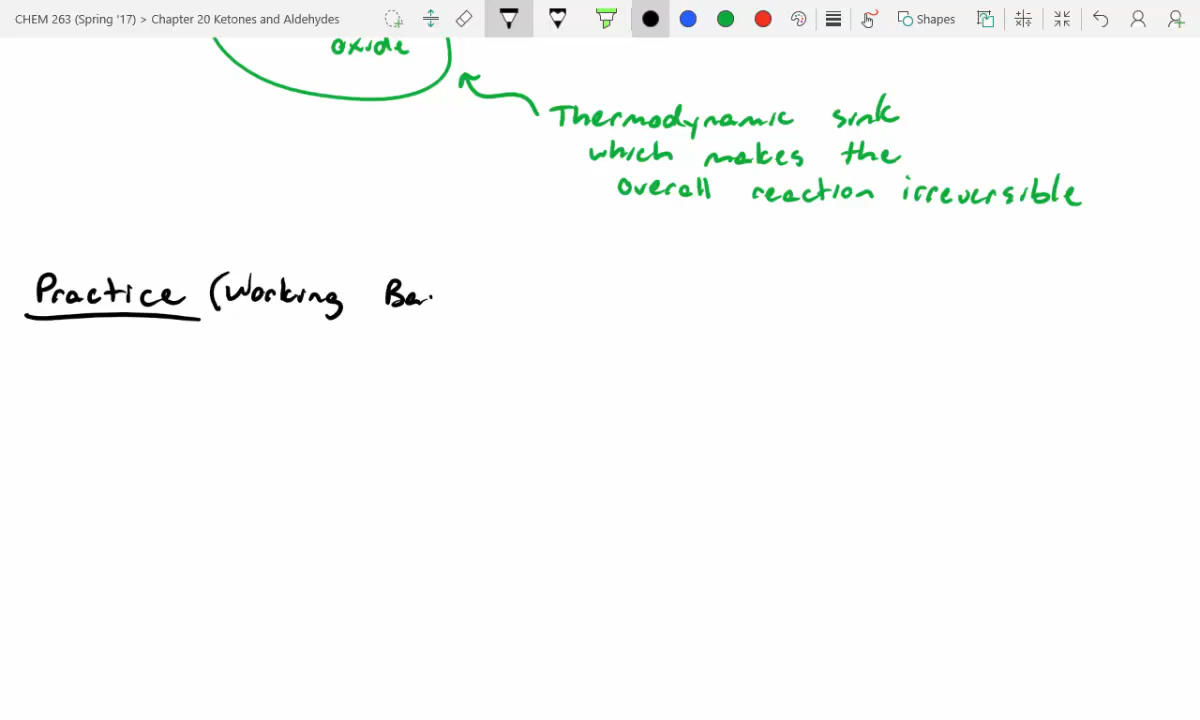 CHEM 263 (Spring '17) > Chapter 20 Ketones and Aldehydes
Shapes
oxide
Thermodynamic sink
which makes the
overall reaction irreversible
Practice (Working Ba